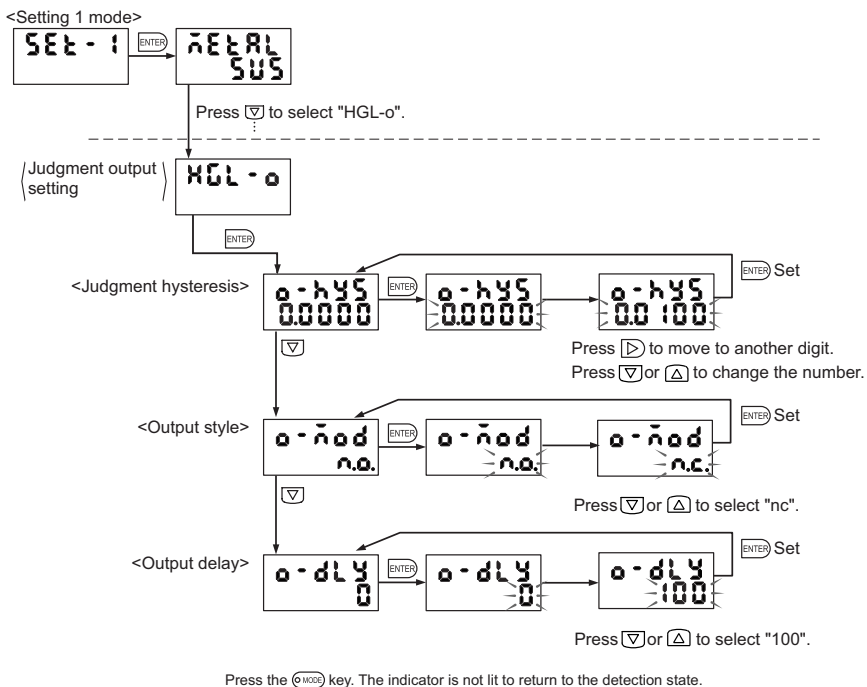 <Setting 1 mode>
SEt - 1
ENTER
mEtAL
SUS
Press ▽ to select "HGL-o".
Judgment output
setting
HGL - o
ENTER
<Judgment hysteresis>
o - hYS
0.0000
ENTER
o - hYS
0.0000
o - hYS
0.0100
ENTER Set
Press ▷ to move to another digit.
Press ▽ or △ to change the number.
▽
<Output style>
o - mod
n.o.
ENTER
o - mod
n.o.
o - mod
n.c.
ENTER Set
Press ▽ or △ to select "nc".
▽
<Output delay>
o - dLY
0
ENTER
o - dLY
0
o - dLY
100
ENTER Set
Press ▽ or △ to select "100".
Press the MODE key. The indicator is not lit to return to the detection state.